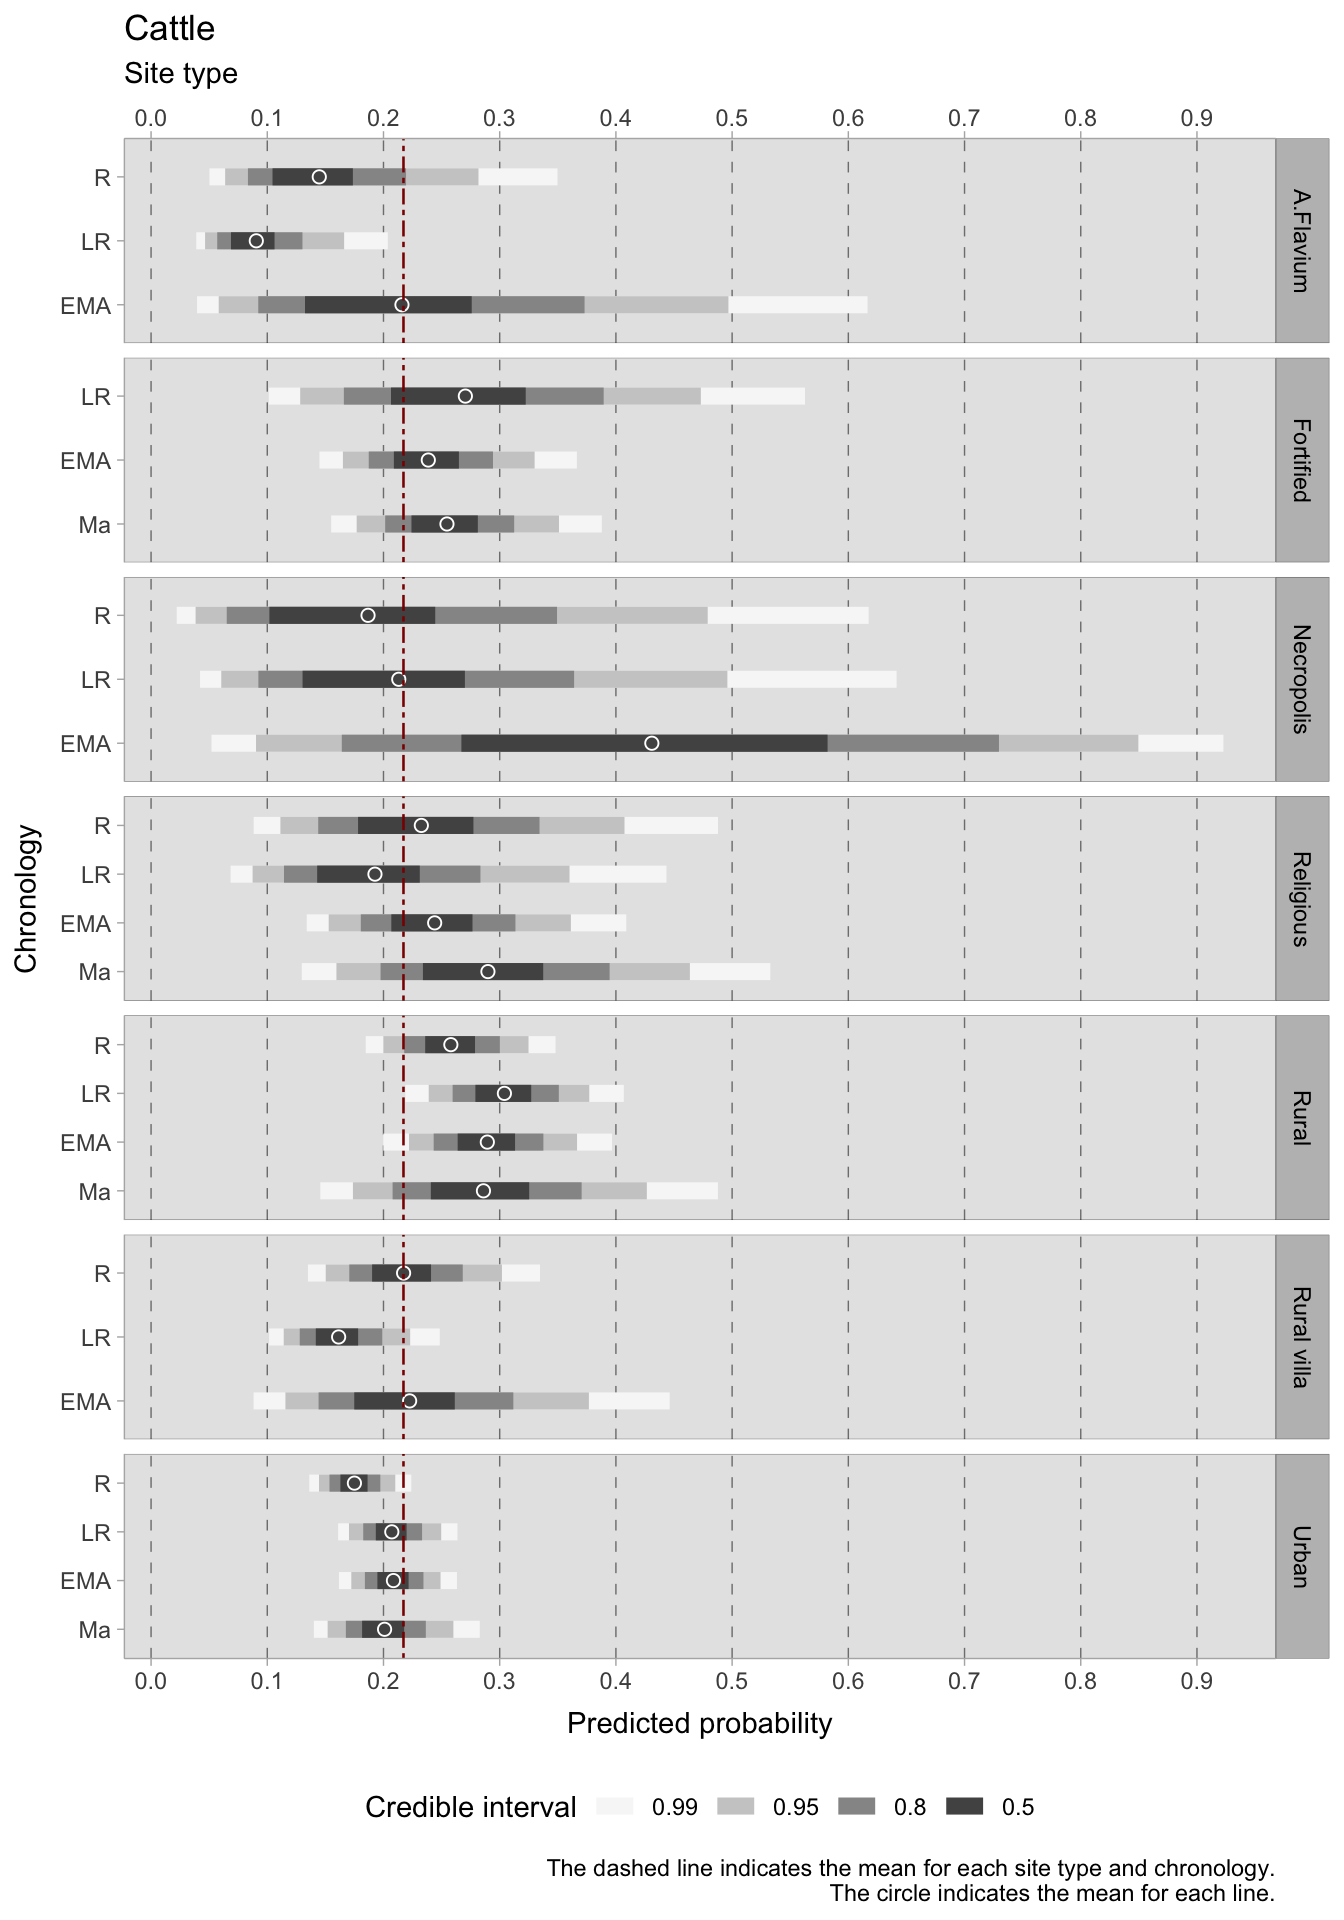 Cattle
Site type
0.0 0.1 0.2 0.3 0.4 0.5 0.6 0.7 0.8 0.9
R
LR
EMA
A.Flavium
LR
EMA
Ma
Fortified
R
LR
EMA
Necropolis
R
LR
EMA
Ma
Religious
R
LR
EMA
Ma
Rural
R
LR
EMA
Rural villa
R
LR
EMA
Ma
Urban
Chronology
0.0 0.1 0.2 0.3 0.4 0.5 0.6 0.7 0.8 0.9
Predicted probability
Credible interval 0.99 0.95 0.8 0.5
The dashed line indicates the mean for each site type and chronology.
The circle indicates the mean for each line.